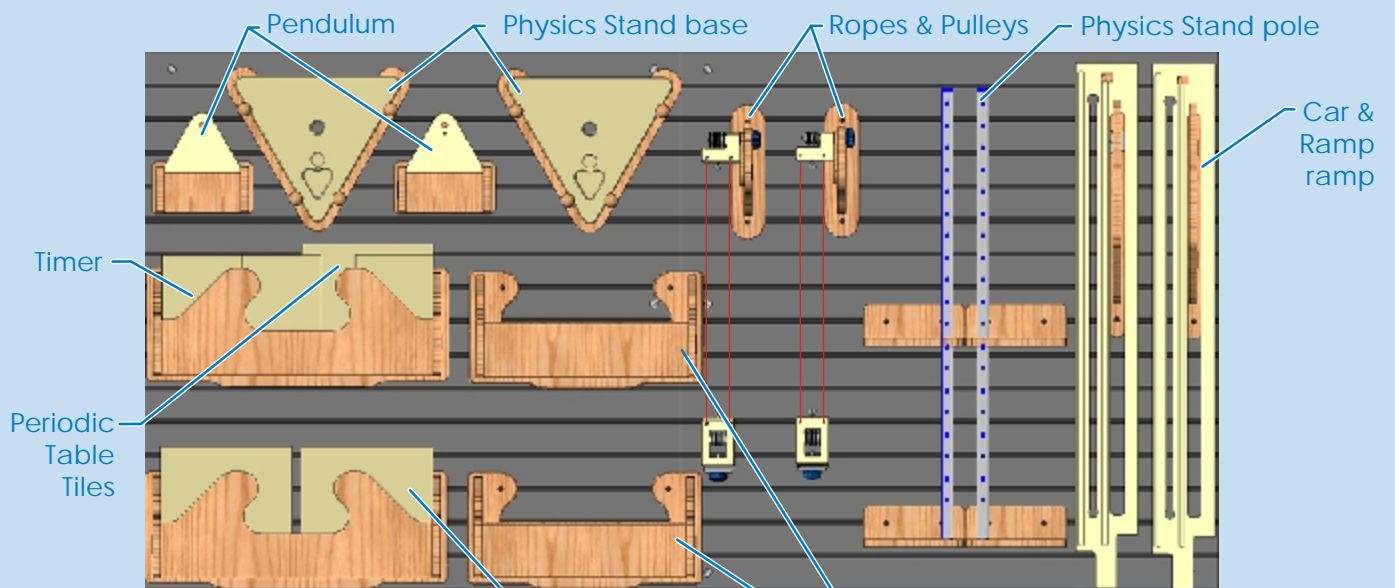 Pendulum
Physics Stand base
Ropes & Pulleys
Physics Stand pole
Car &
Ramp
ramp
Timer
Periodic
Table
Tiles